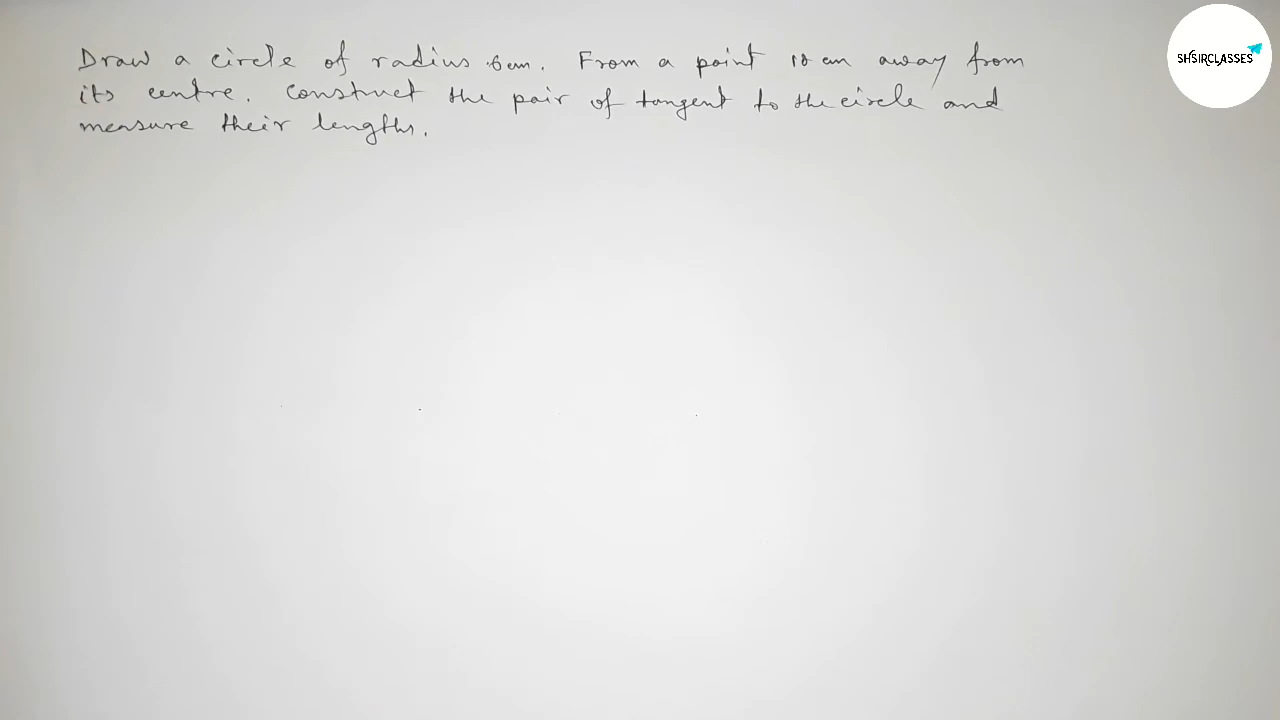 Draw a circle of radius 6cm. From a point 10 cm away from
its centre. Construct the pair of tangent to the circle and
measure their lengths.
SHSIRCLASSES